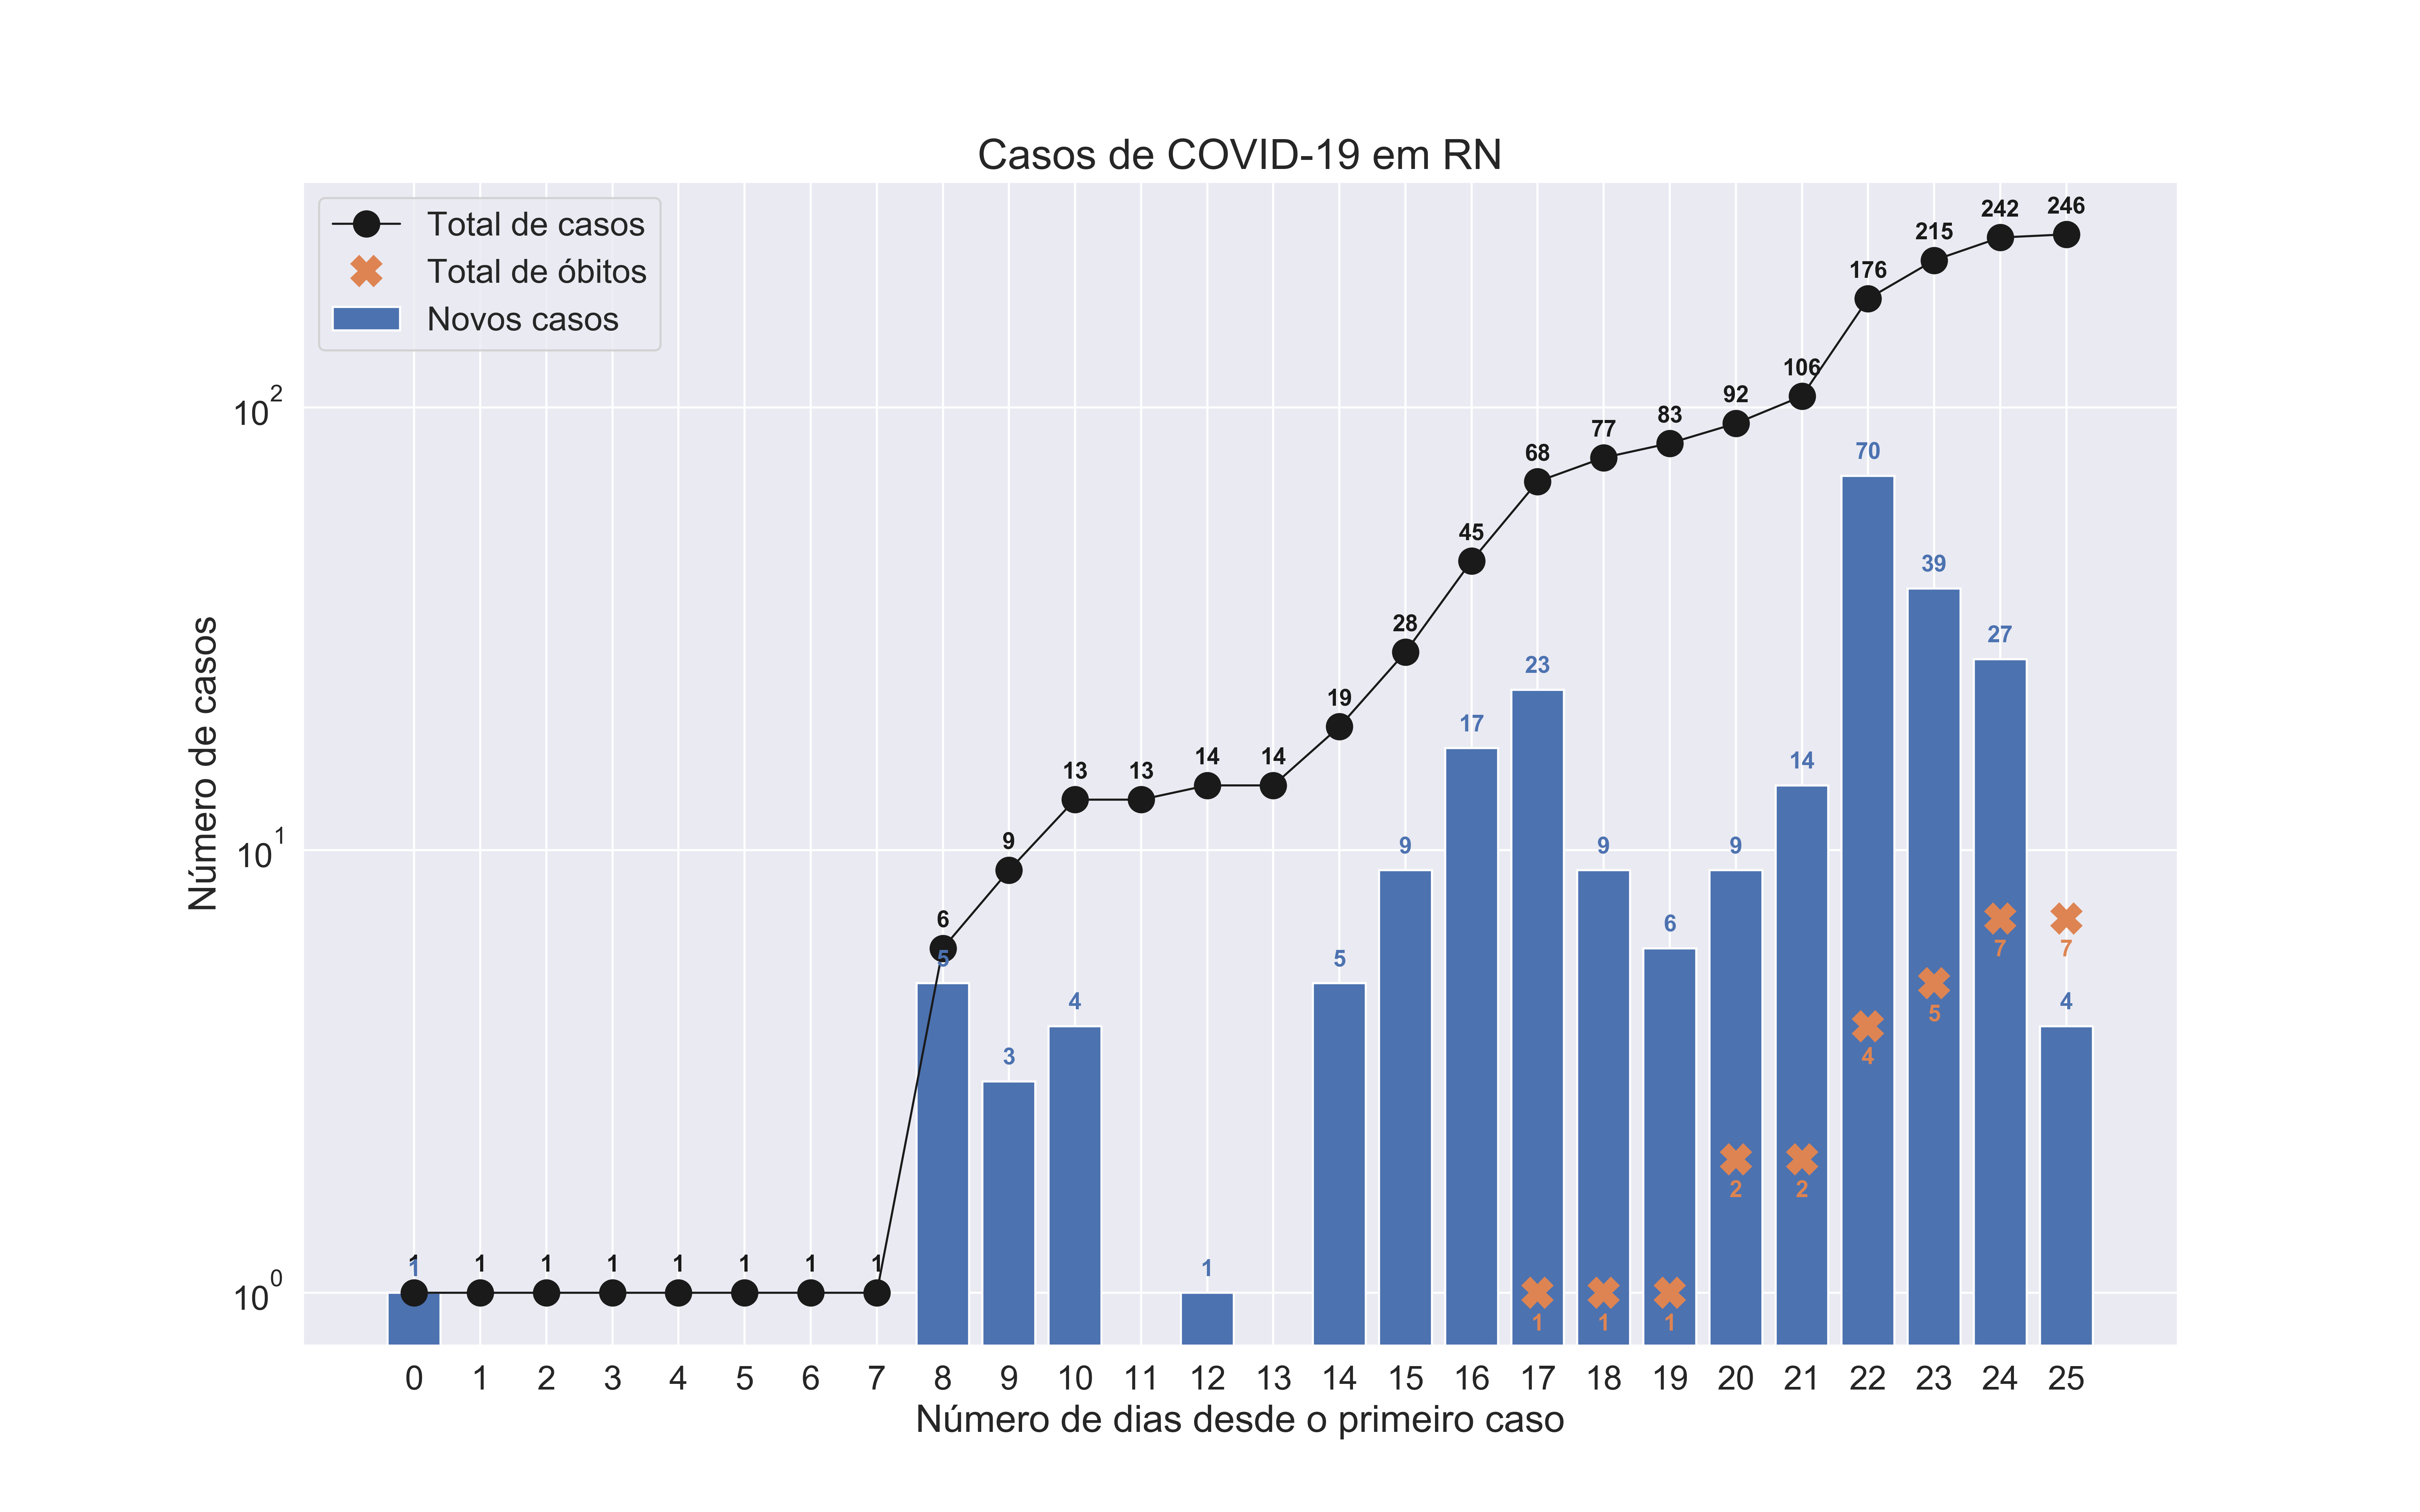 Casos de COVID-19 em RN
Total de casos
Total de óbitos
Novos casos
Número de casos
10^2
10^1
10^0
1 1 1 1 1 1 1 1 6 9 13 13 14 14 19 28 45 68 77 83 92 106 176 215 242 246
1 5 3 4 1 5 9 17 23 9 6 9 14 70 39 27 4
1 1 1 2 2 4 5 7 7
0 1 2 3 4 5 6 7 8 9 10 11 12 13 14 15 16 17 18 19 20 21 22 23 24 25
Número de dias desde o primeiro caso